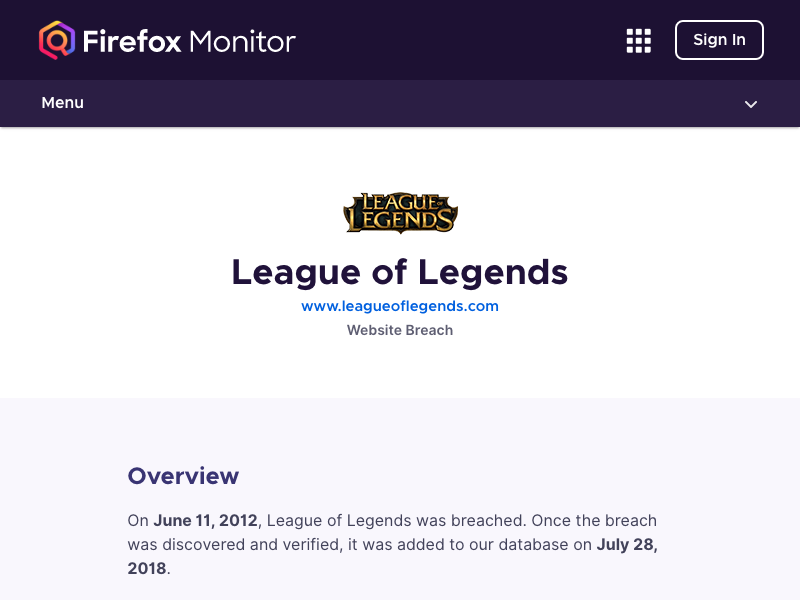 Firefox Monitor
Sign In
Menu
LEAGUE OF
LEGENDS
League of Legends
www.leagueoflegends.com
Website Breach
Overview
On June 11, 2012, League of Legends was breached. Once the breach
was discovered and verified, it was added to our database on July 28,
2018.